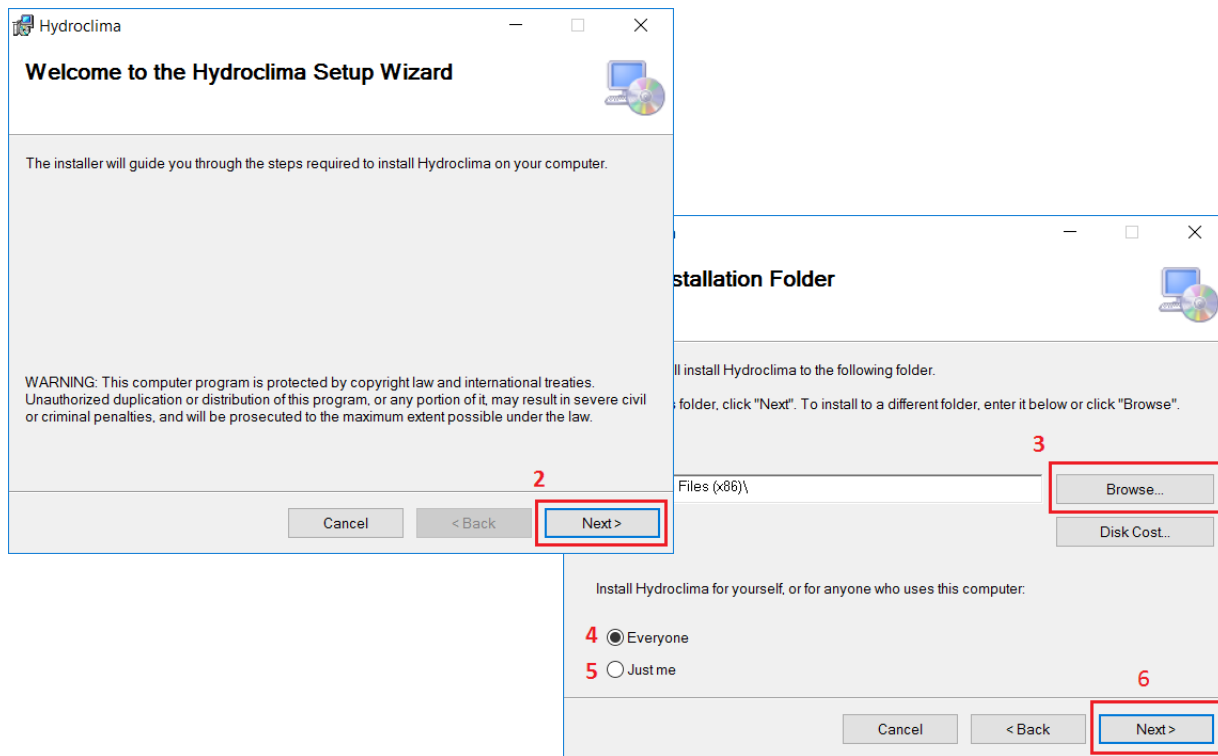 Hydroclima
Welcome to the Hydroclima Setup Wizard
The installer will guide you through the steps required to install Hydroclima on your computer.
WARNING: This computer program is protected by copyright law and international treaties.
Unauthorized duplication or distribution of this program, or any portion of it, may result in severe civil
or criminal penalties, and will be prosecuted to the maximum extent possible under the law.
2
Cancel < Back Next >
stallation Folder
ll install Hydroclima to the following folder.
folder, click "Next". To install to a different folder, enter it below or click "Browse".
3
Files (x86)\ Browse...
Disk Cost...
Install Hydroclima for yourself, or for anyone who uses this computer:
4 Everyone
5 Just me
6
Cancel < Back Next >